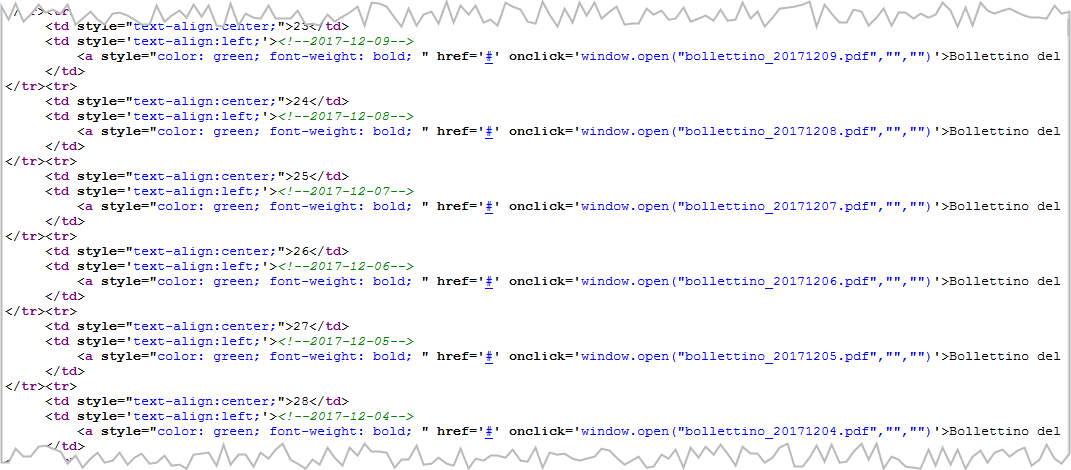 </tr><tr
<td style="text-align:center;">23</td>
<td style='text-align:left;'><!--2017-12-09-->
<a style="color: green; font-weight: bold; " href='#' onclick='window.open("bollettino_20171209.pdf","","")'>Bollettino del
</td>
</tr><tr>
<td style="text-align:center;">24</td>
<td style='text-align:left;'><!--2017-12-08-->
<a style="color: green; font-weight: bold; " href='#' onclick='window.open("bollettino_20171208.pdf","","")'>Bollettino del
</td>
</tr><tr>
<td style="text-align:center;">25</td>
<td style='text-align:left;'><!--2017-12-07-->
<a style="color: green; font-weight: bold; " href='#' onclick='window.open("bollettino_20171207.pdf","","")'>Bollettino del
</td>
</tr><tr>
<td style="text-align:center;">26</td>
<td style='text-align:left;'><!--2017-12-06-->
<a style="color: green; font-weight: bold; " href='#' onclick='window.open("bollettino_20171206.pdf","","")'>Bollettino del
</td>
</tr><tr>
<td style="text-align:center;">27</td>
<td style='text-align:left;'><!--2017-12-05-->
<a style="color: green; font-weight: bold; " href='#' onclick='window.open("bollettino_20171205.pdf","","")'>Bollettino del
</td>
</tr><tr>
<td style="text-align:center;">28</td>
<td style='text-align:left;'><!--2017-12-04-->
<a style="color: green; font-weight: bold; " href='#' onclick='window.open("bollettino_20171204.pdf","","")'>Bollettino del
</td>